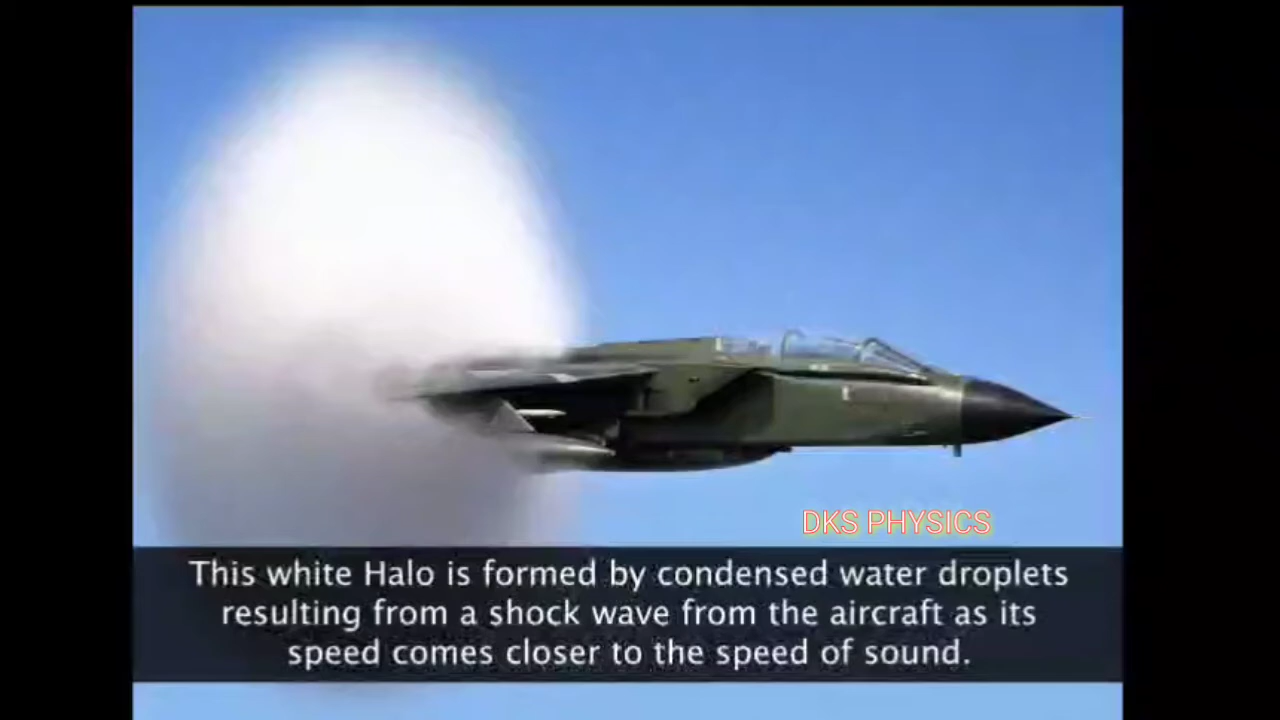 DKS PHYSICS
This white Halo is formed by condensed water droplets
resulting from a shock wave from the aircraft as its
speed comes closer to the speed of sound.